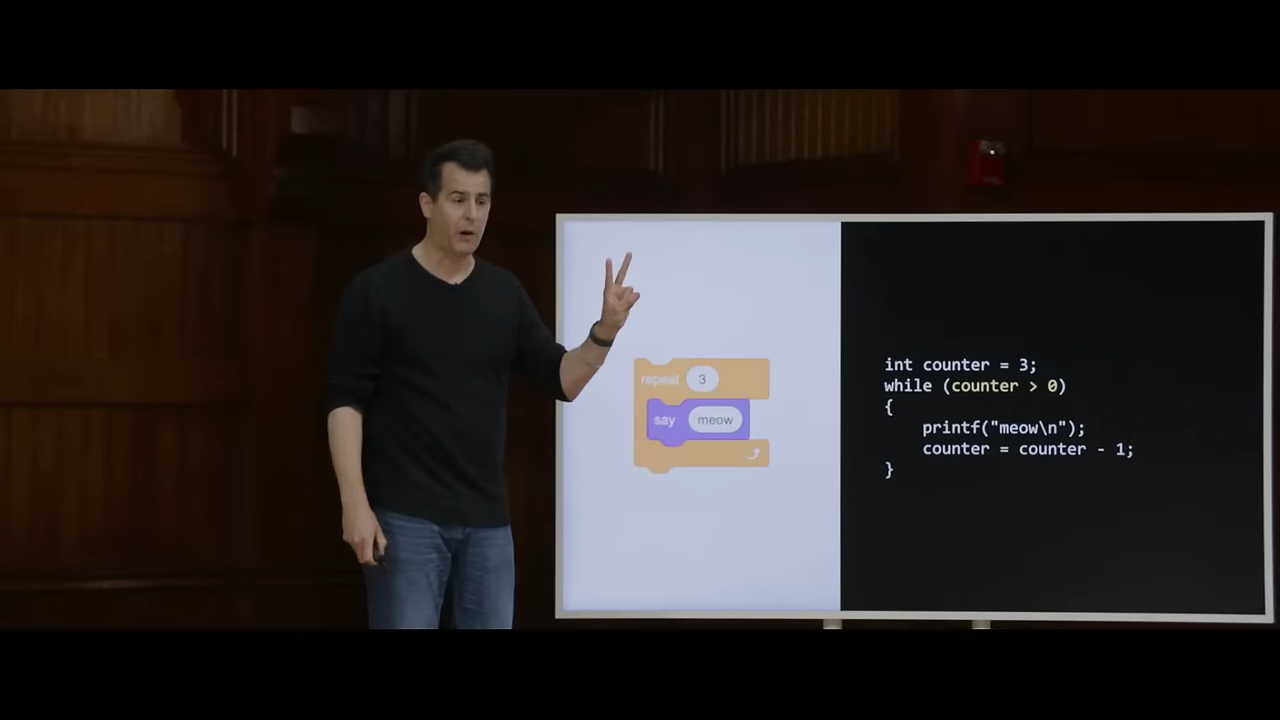 repeat 3
say meow
int counter = 3;
while (counter > 0)
{
printf("meow\n");
counter = counter - 1;
}